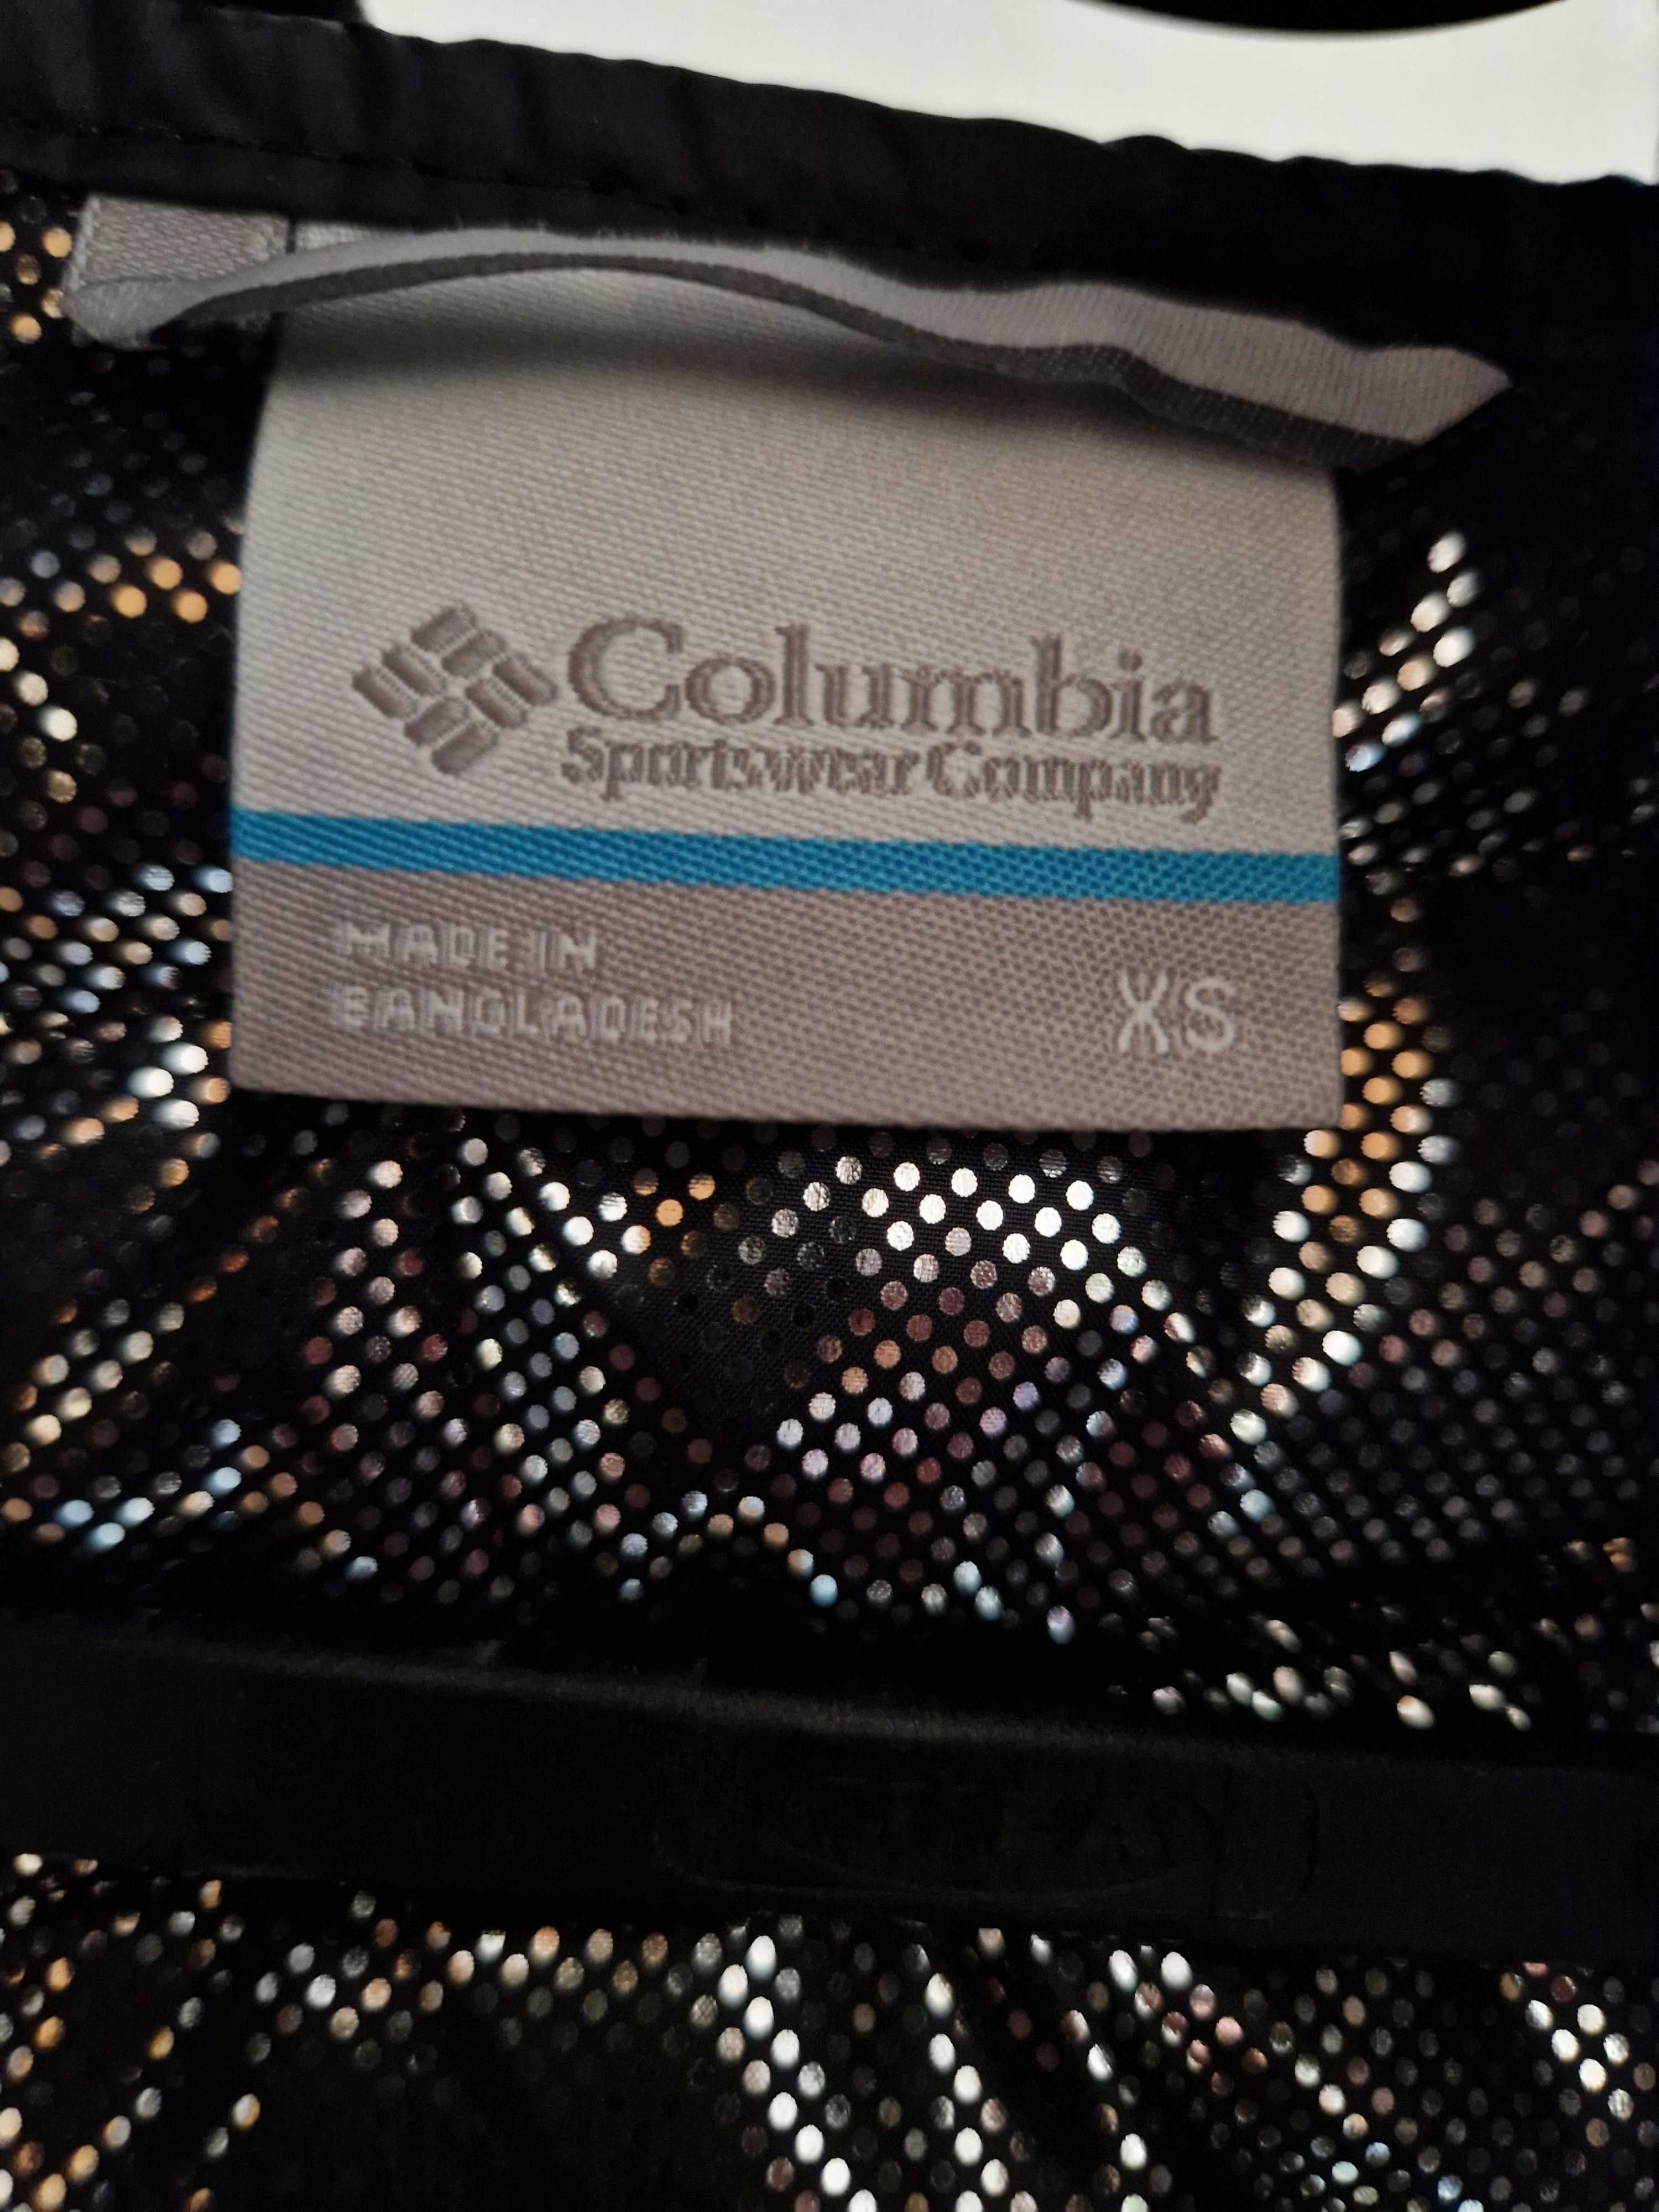 Columbia
Sportswear Company
MADE IN
BANGLADESH
XS